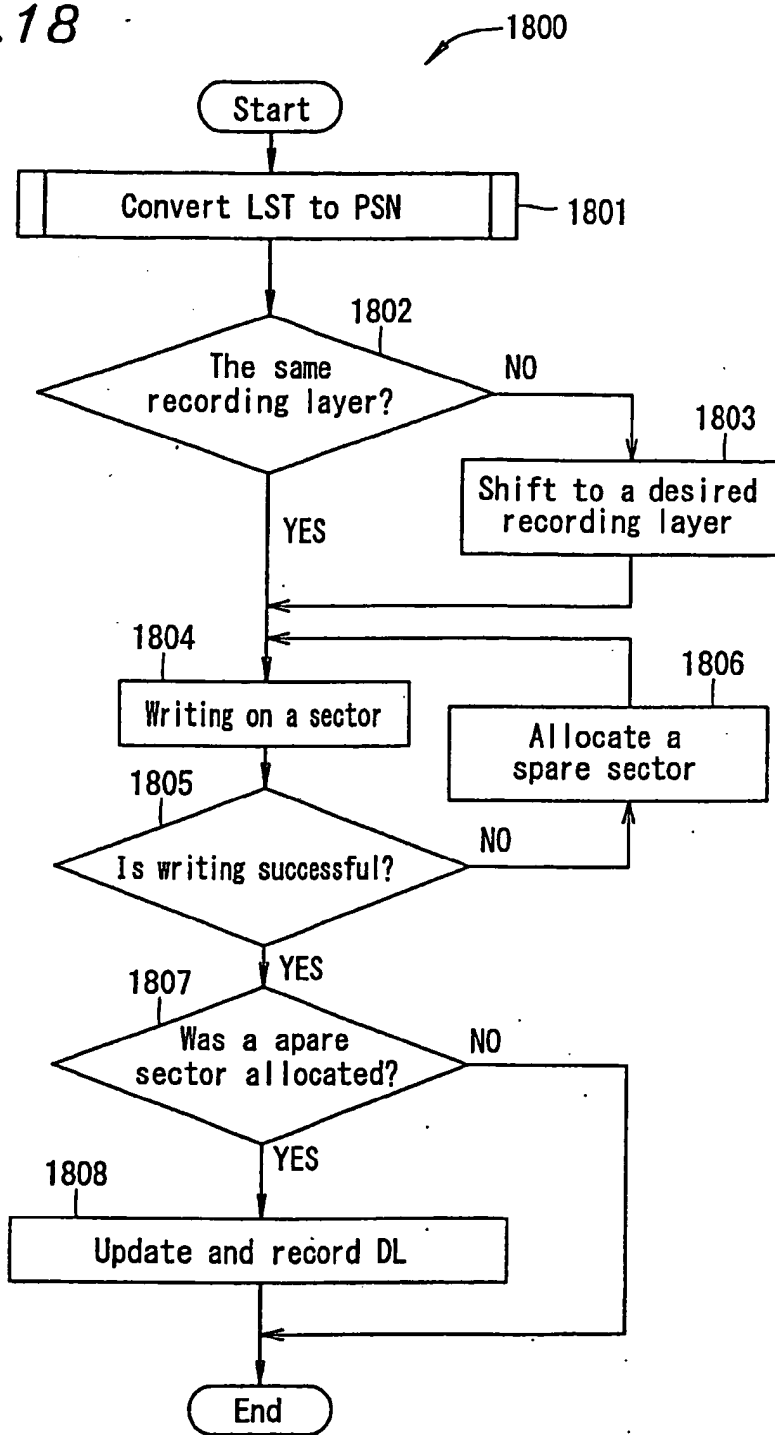 .18
1800
Start
Convert LST to PSN
1801
1802
The same
recording layer?
NO
1803
Shift to a desired
recording layer
YES
1804
Writing on a sector
1806
Allocate a
spare sector
1805
Is writing successful?
NO
YES
1807
Was a apare
sector allocated?
NO
YES
1808
Update and record DL
End